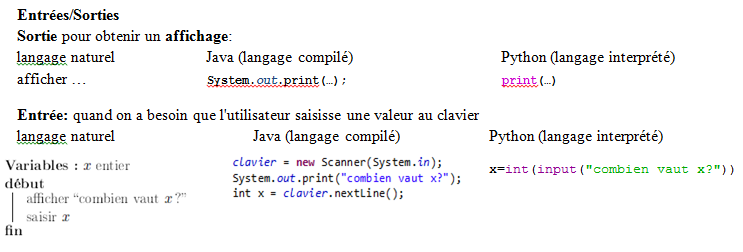 Entrées/Sorties
Sortie pour obtenir un affichage:
langage naturel Java (langage compilé) Python (langage interprété)
afficher … System.out.print(…); print(…)
Entrée: quand on a besoin que l'utilisateur saisisse une valeur au clavier
langage naturel Java (langage compilé) Python (langage interprété)
Variables : x entier clavier = new Scanner(System.in); x=int(input("combien vaut x?"))
début System.out.print("combien vaut x?");
afficher “combien vaut x?” int x = clavier.nextLine();
saisir x
fin